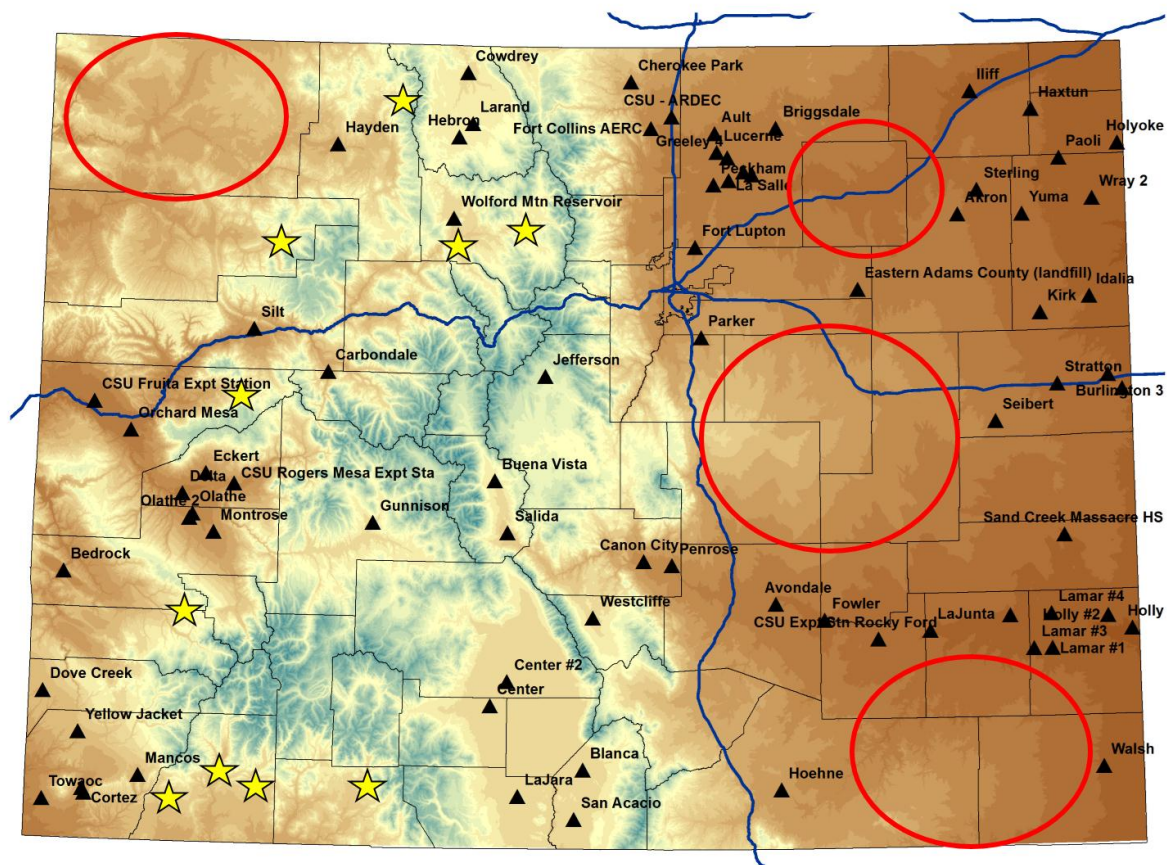 Cowdrey
Cherokee Park
Iliff
Larand
CSU - ARDEC
Haxtun
Hayden
Hebron
Fort Collins AERC
Ault
Briggsdale
Lucerne
Greeley 4
Holyoke
Paoli
Peckham
La Salle
Sterling
Akron
Yuma
Wray 2
Wolford Mtn Reservoir
Fort Lupton
Eastern Adams County (landfill)
Idalia
Kirk
Silt
Parker
Carbondale
Jefferson
Stratton
CSU Fruita Expt Station
Burlington 3
Orchard Mesa
Seibert
Eckert
Buena Vista
Delta
CSU Rogers Mesa Expt Sta
Olathe 2
Olathe
Montrose
Gunnison
Salida
Sand Creek Massacre HS
Bedrock
Canon City
Penrose
Avondale
Westcliffe
Fowler
LaJunta
Lamar #4
Holly 2
Holly
CSU Expt Stn Rocky Ford
Lamar #3
Lamar #1
Dove Creek
Center #2
Center
Yellow Jacket
Mancos
Blanca
Walsh
Towaoc
Cortez
LaJara
Hoehne
San Acacio